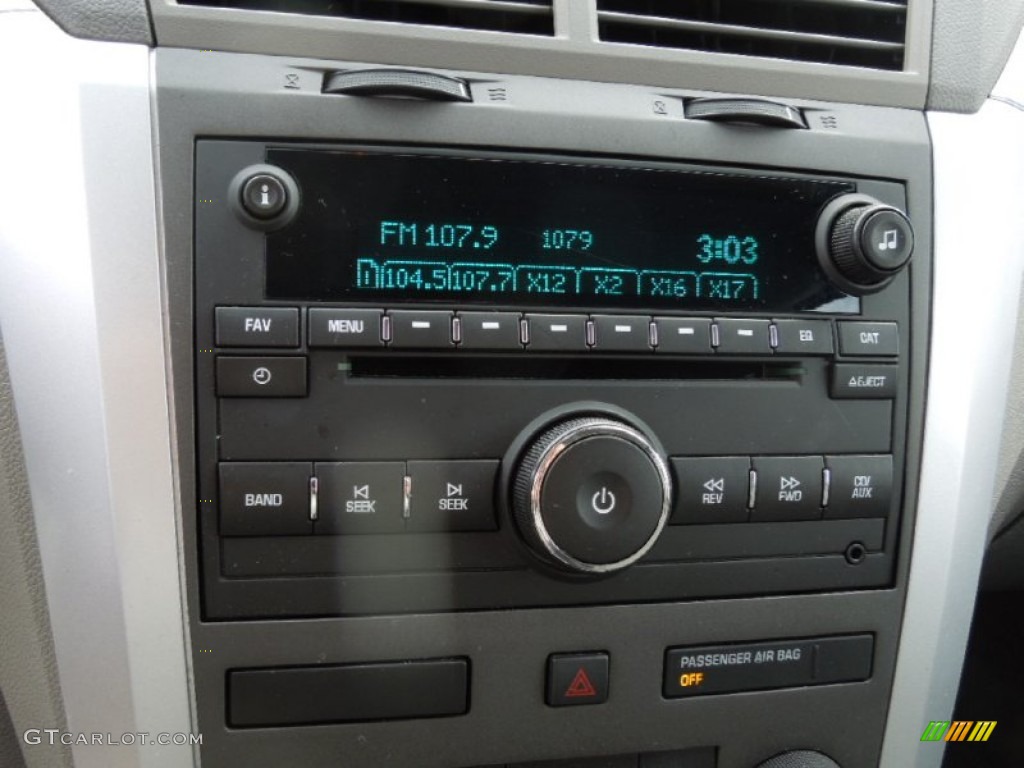 i
FM 107.9 1079 3:03
104.5 107.7 X12 X2 X16 X17
FAV MENU EQ CAT
EJECT
BAND SEEK SEEK REV FWD CD/
AUX
PASSENGER AIR BAG
OFF
GTCARLOT.COM